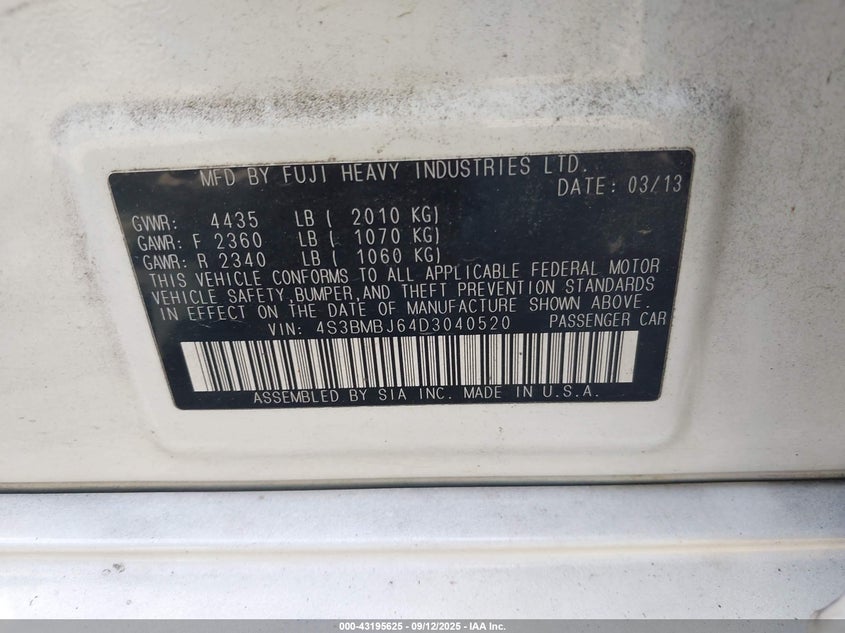 MFD BY FUJI HEAVY INDUSTRIES LTD.
DATE: 03/13
GVWR: 4435 LB ( 2010 KG)
GAWR: F 2360 LB ( 1070 KG)
GAWR: R 2340 LB ( 1060 KG)
THIS VEHICLE CONFORMS TO ALL APPLICABLE FEDERAL MOTOR
VEHICLE SAFETY,BUMPER,AND THEFT PREVENTION STANDARDS
IN EFFECT ON THE DATE OF MANUFACTURE SHOWN ABOVE.
VIN: 4S3BMBJ64D3040520 PASSENGER CAR
ASSEMBLED BY SIA INC. MADE IN U.S.A.
000-43195625 - 09/12/2025 - IAA Inc.